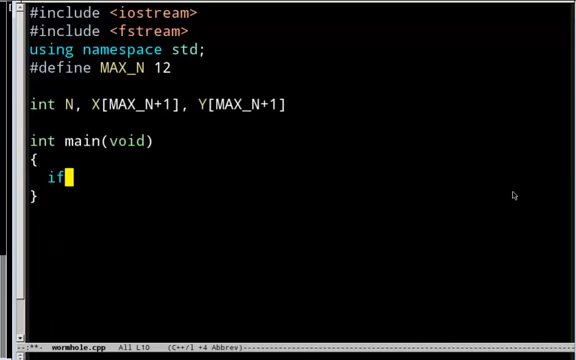 #include <iostream>
#include <fstream>
using namespace std;
#define MAX_N 12
int N, X[MAX_N+1], Y[MAX_N+1]
int main(void)
{
if
}
--:**- wormhole.cpp All L10 (C++/l +4 Abbrev)